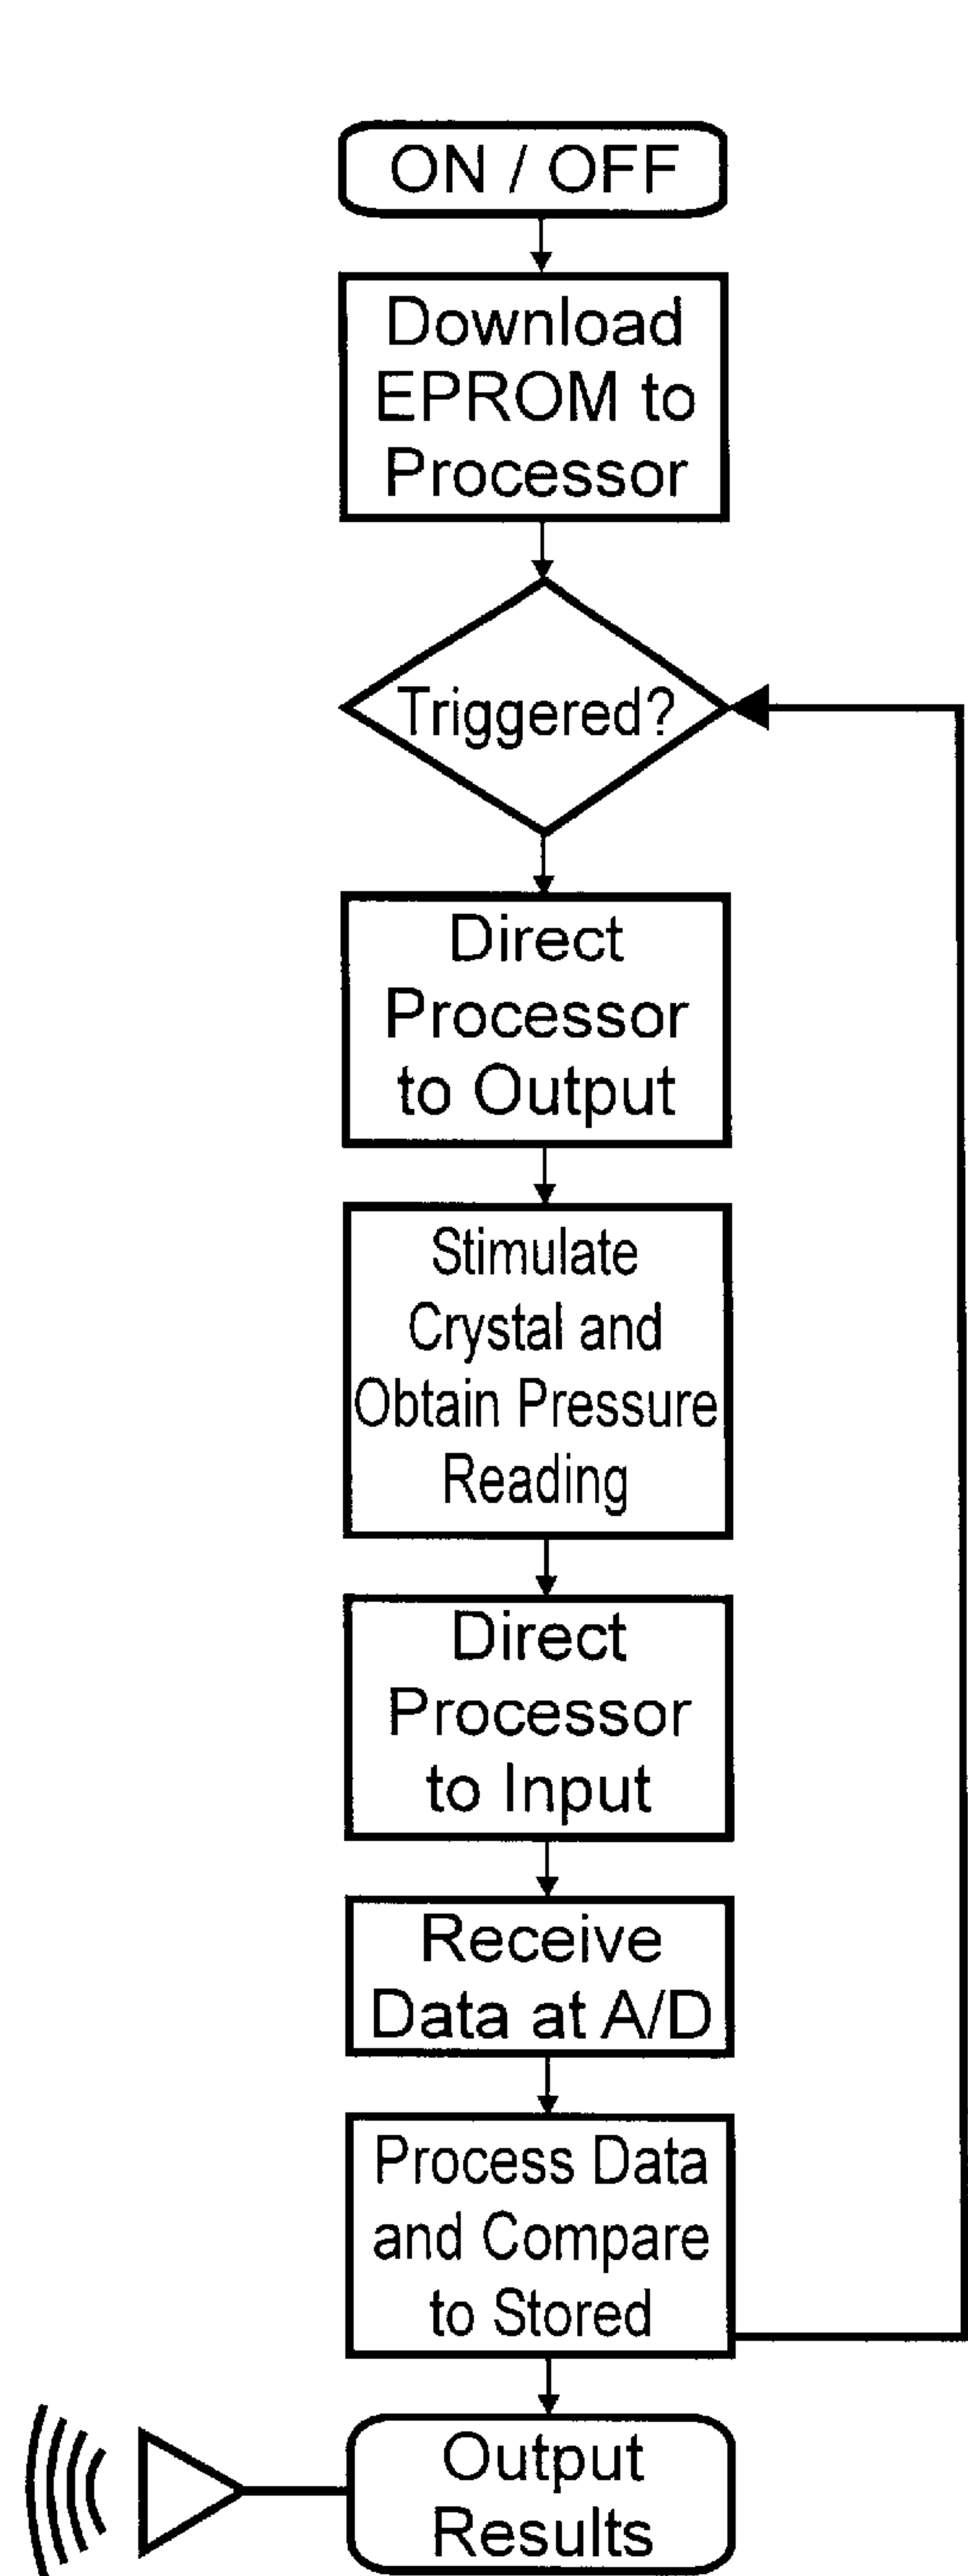 ON / OFF
Download
EPROM to
Processor
Triggered?
Direct
Processor
to Output
Stimulate
Crystal and
Obtain Pressure
Reading
Direct
Processor
to Input
Receive
Data at A/D
Process Data
and Compare
to Stored
Output
Results